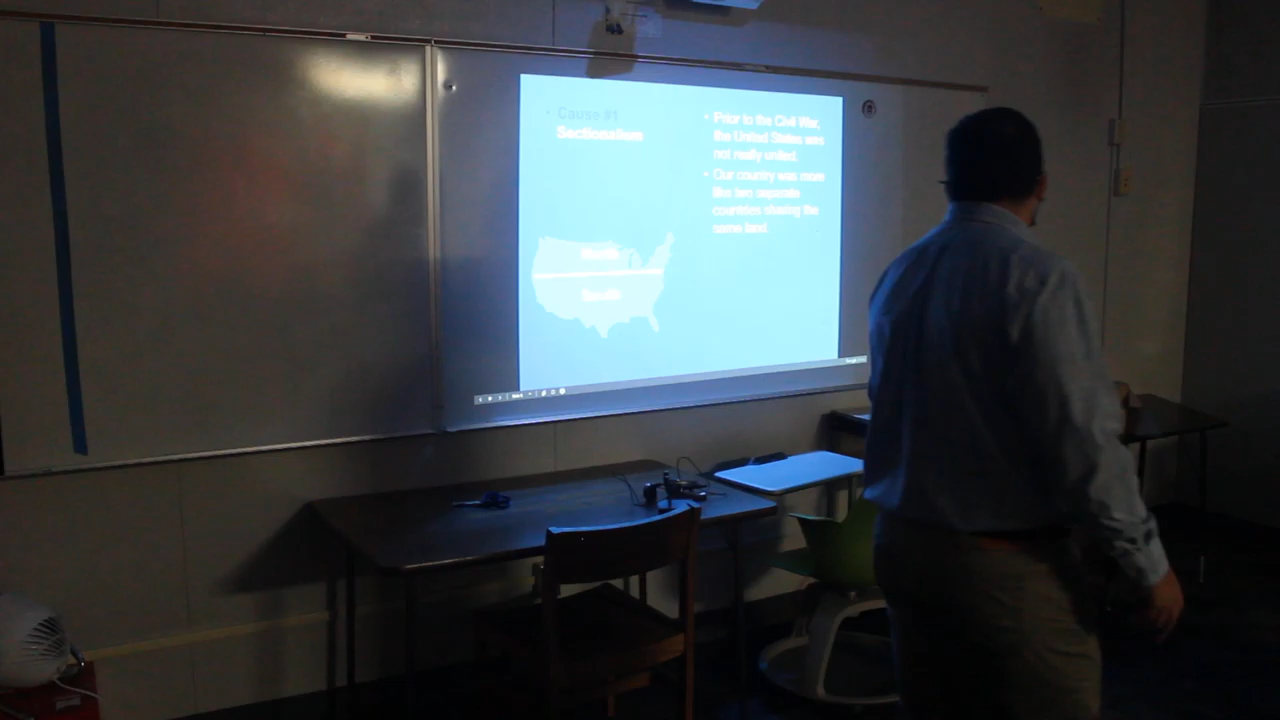 Cause #1
Sectionalism
Prior to the Civil War,
the United States was
not really united.
Our country was more
like two separate
countries sharing the
same land.
North
South
Google